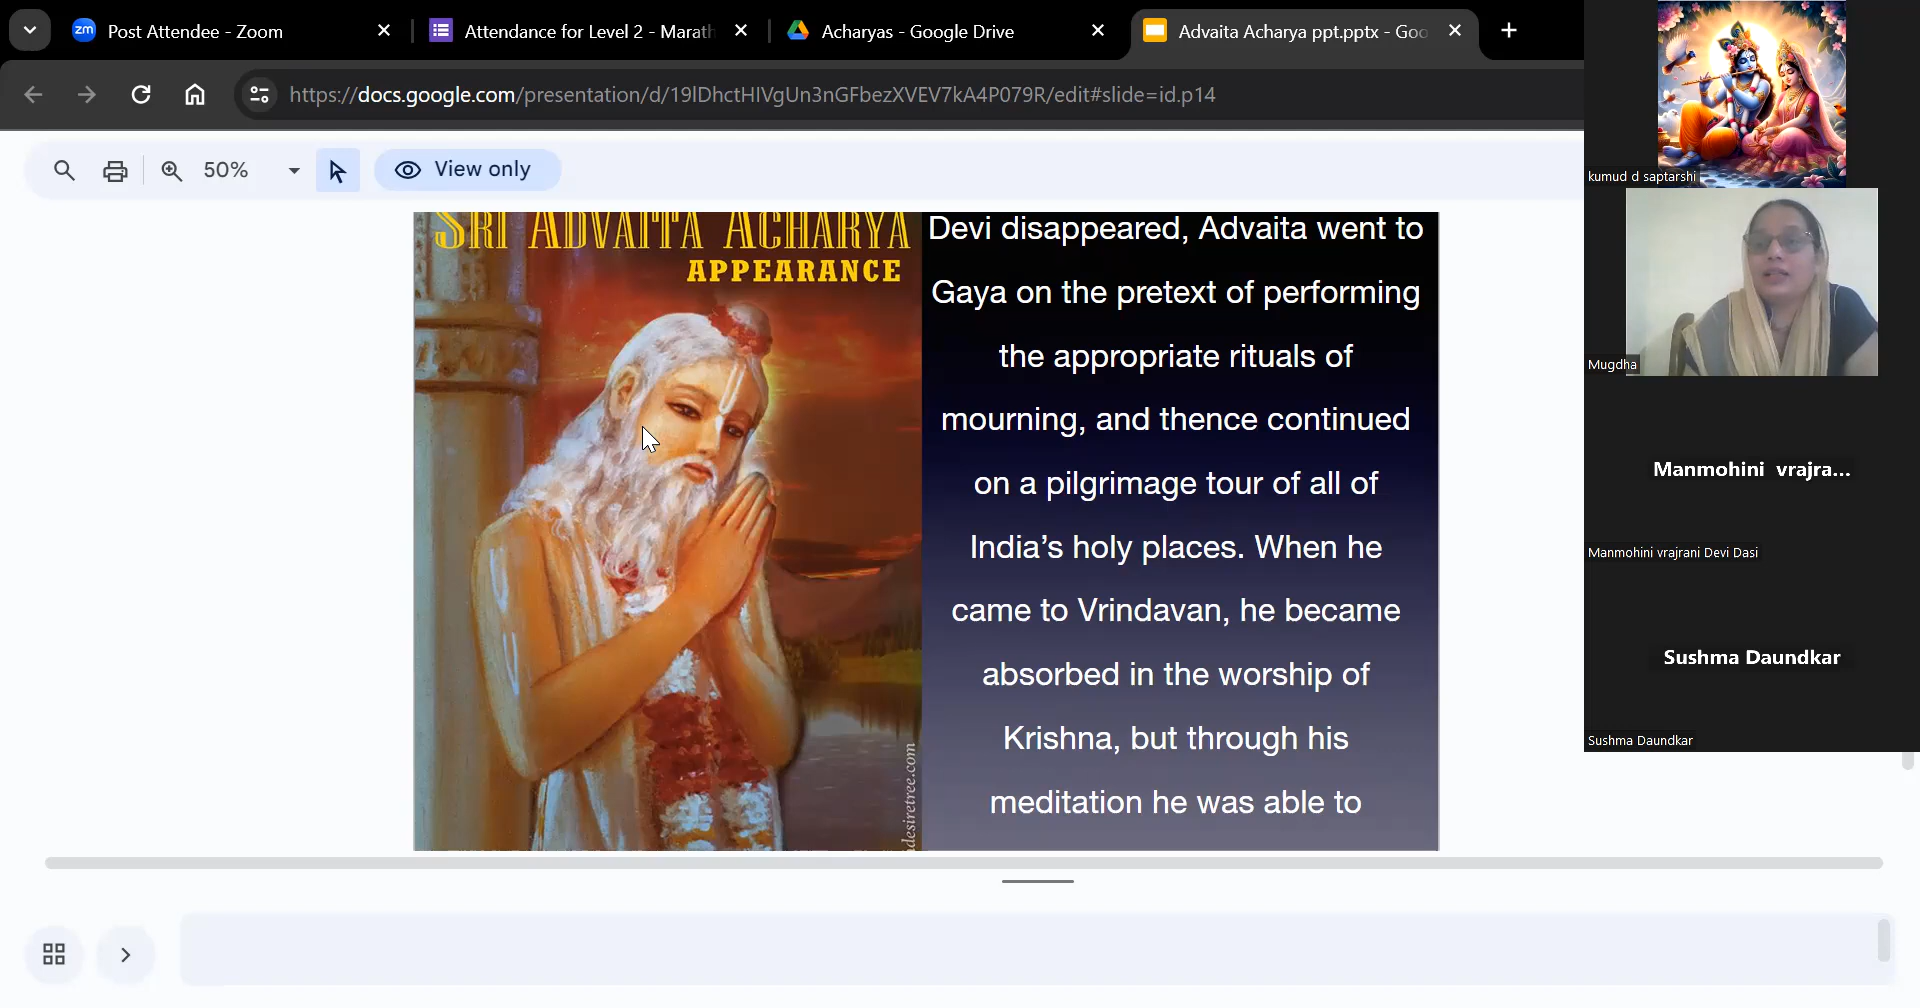 Post Attendee - Zoom
Attendance for Level 2 - Marath
Acharyas - Google Drive
Advaita Acharya ppt.pptx - Goo
https://docs.google.com/presentation/d/19lDhctHIVgUn3nGFbezXVEV7kA4P079R/edit#slide=id.p14
50%
View only
SRI ADVAITA ACHARYA
APPEARANCE
desiretree.com
Devi disappeared, Advaita went to
Gaya on the pretext of performing
the appropriate rituals of
mourning, and thence continued
on a pilgrimage tour of all of
India’s holy places. When he
came to Vrindavan, he became
absorbed in the worship of
Krishna, but through his
meditation he was able to
kumud d saptarshi
Mugdha
Manmohini vrajra...
Manmohini vrajrani Devi Dasi
Sushma Daundkar
Sushma Daundkar
zm